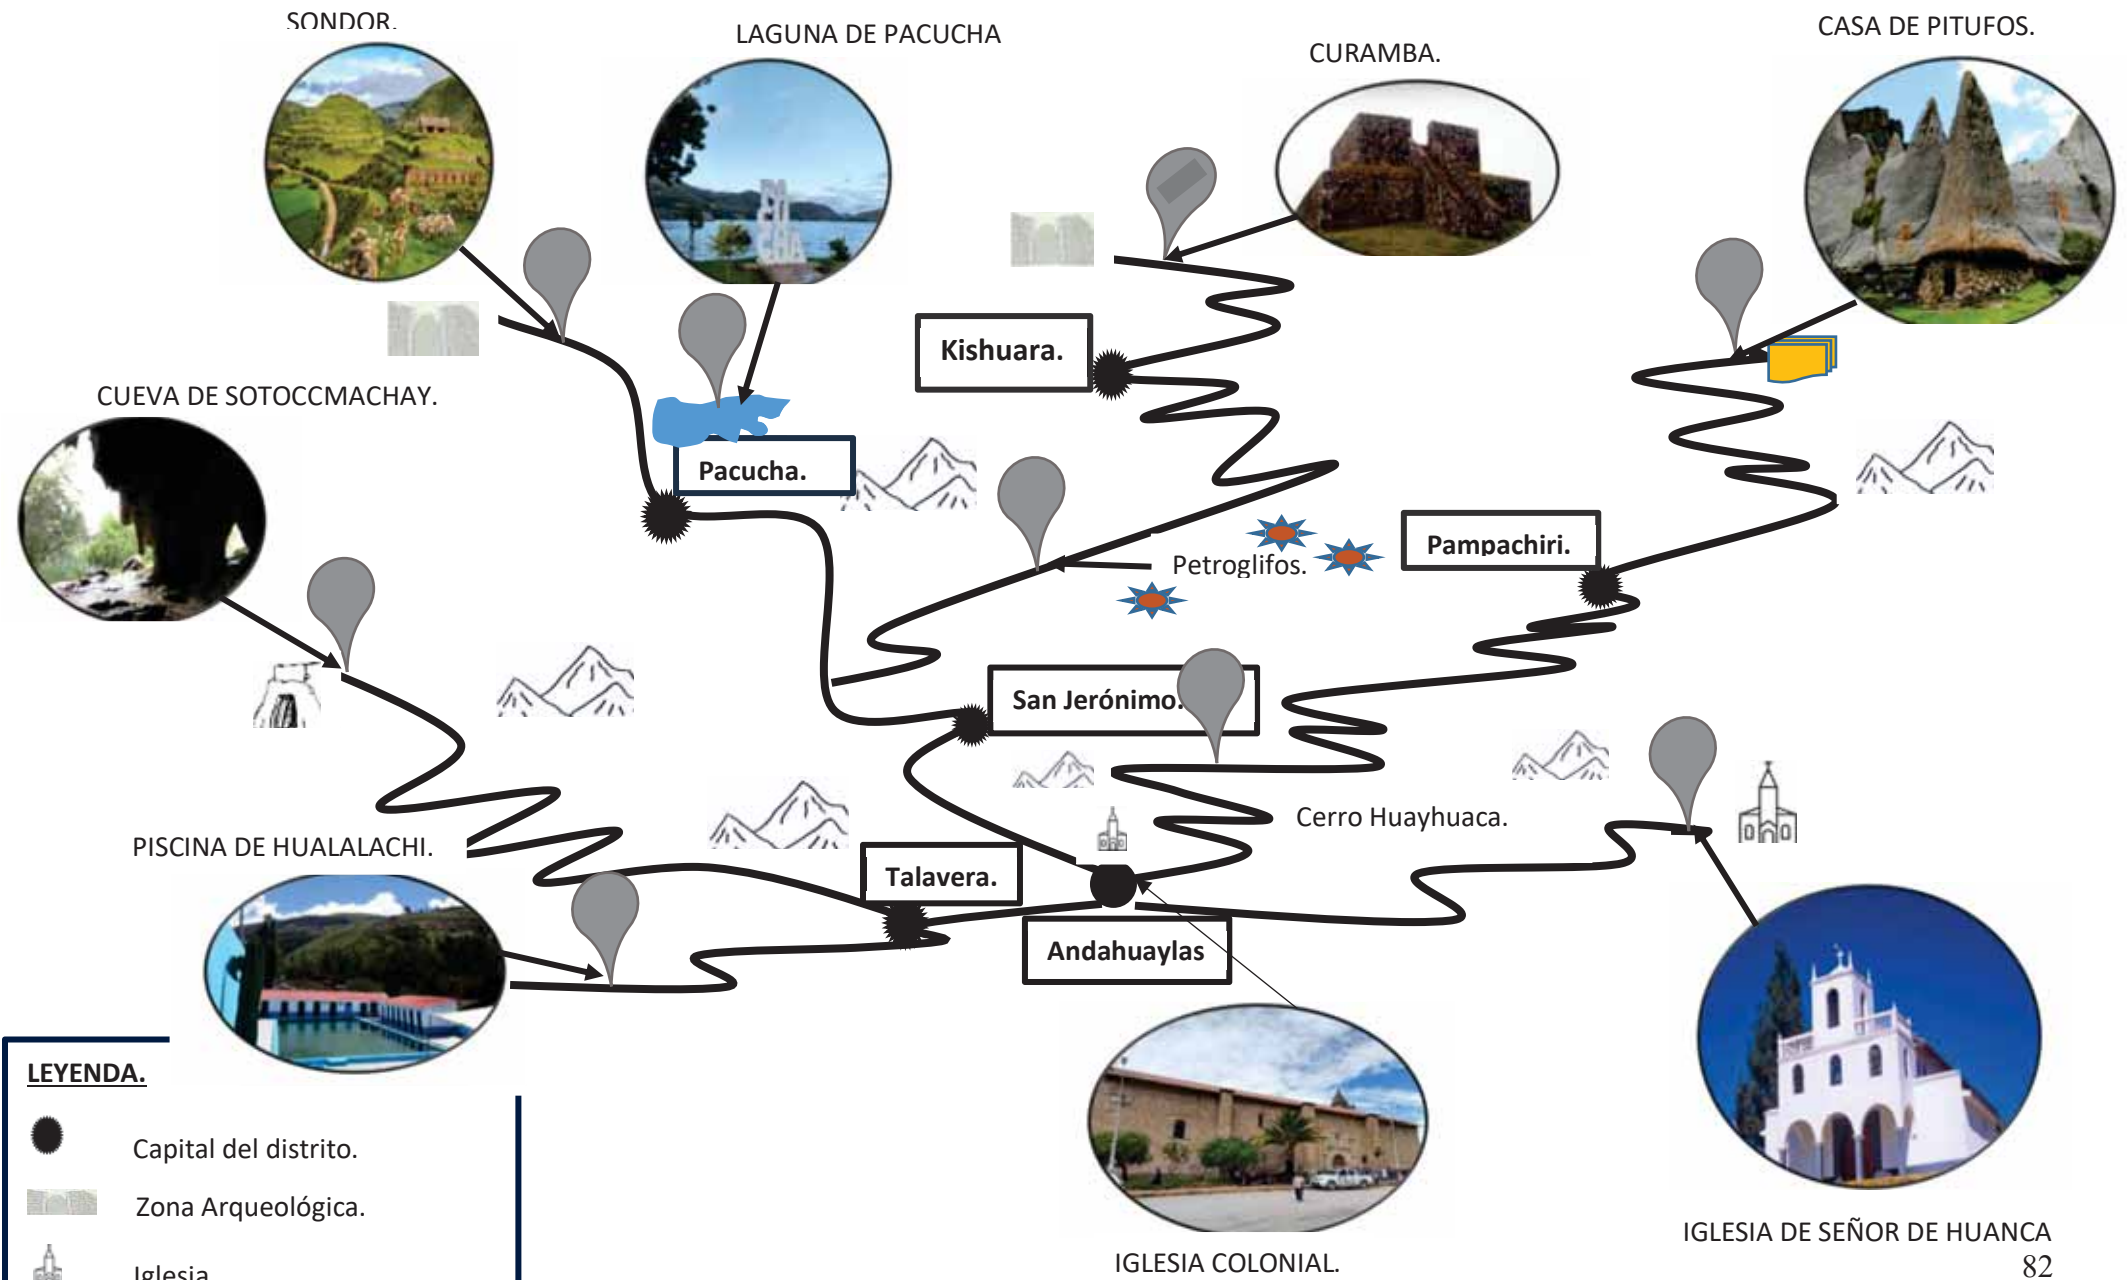 SONDOR.
LAGUNA DE PACUCHA
CURAMBA.
CASA DE PITUFOS.
Kishuara.
CUEVA DE SOTOCCMACHAY.
Pacucha.
Pampachiri.
Petroglifos.
San Jerónimo.
Cerro Huayhuaca.
PISCINA DE HUALALACHI.
Talavera.
Andahuaylas
LEYENDA.
Capital del distrito.
Zona Arqueológica.
Iglesia
IGLESIA COLONIAL.
IGLESIA DE SEÑOR DE HUANCA
82